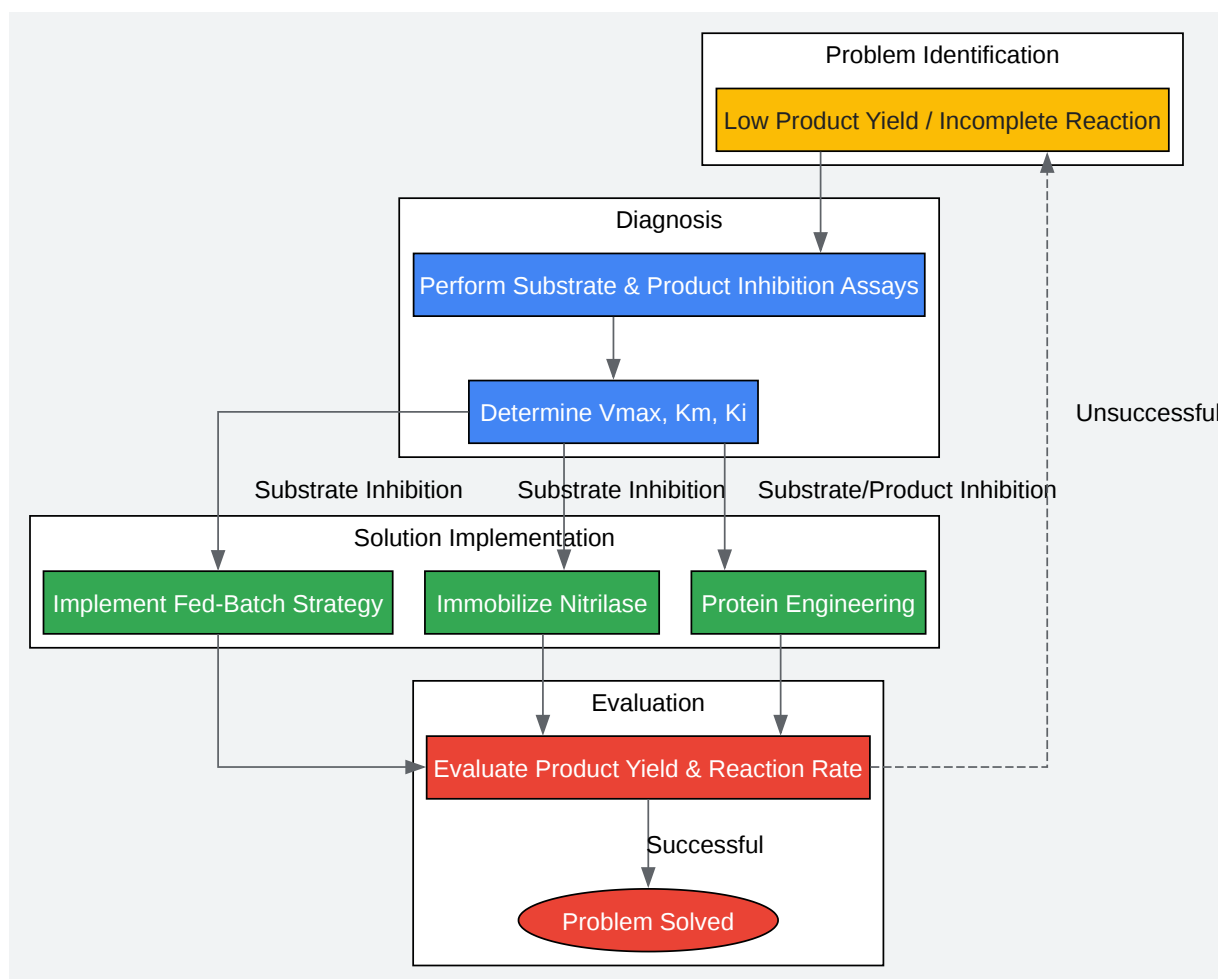 Problem Identification
Low Product Yield / Incomplete Reaction
Diagnosis
Perform Substrate & Product Inhibition Assays
Determine Vmax, Km, Ki
Unsuccessful
Substrate Inhibition
Substrate Inhibition
Substrate/Product Inhibition
Solution Implementation
Implement Fed-Batch Strategy
Immobilize Nitrilase
Protein Engineering
Evaluation
Evaluate Product Yield & Reaction Rate
Successful
Problem Solved